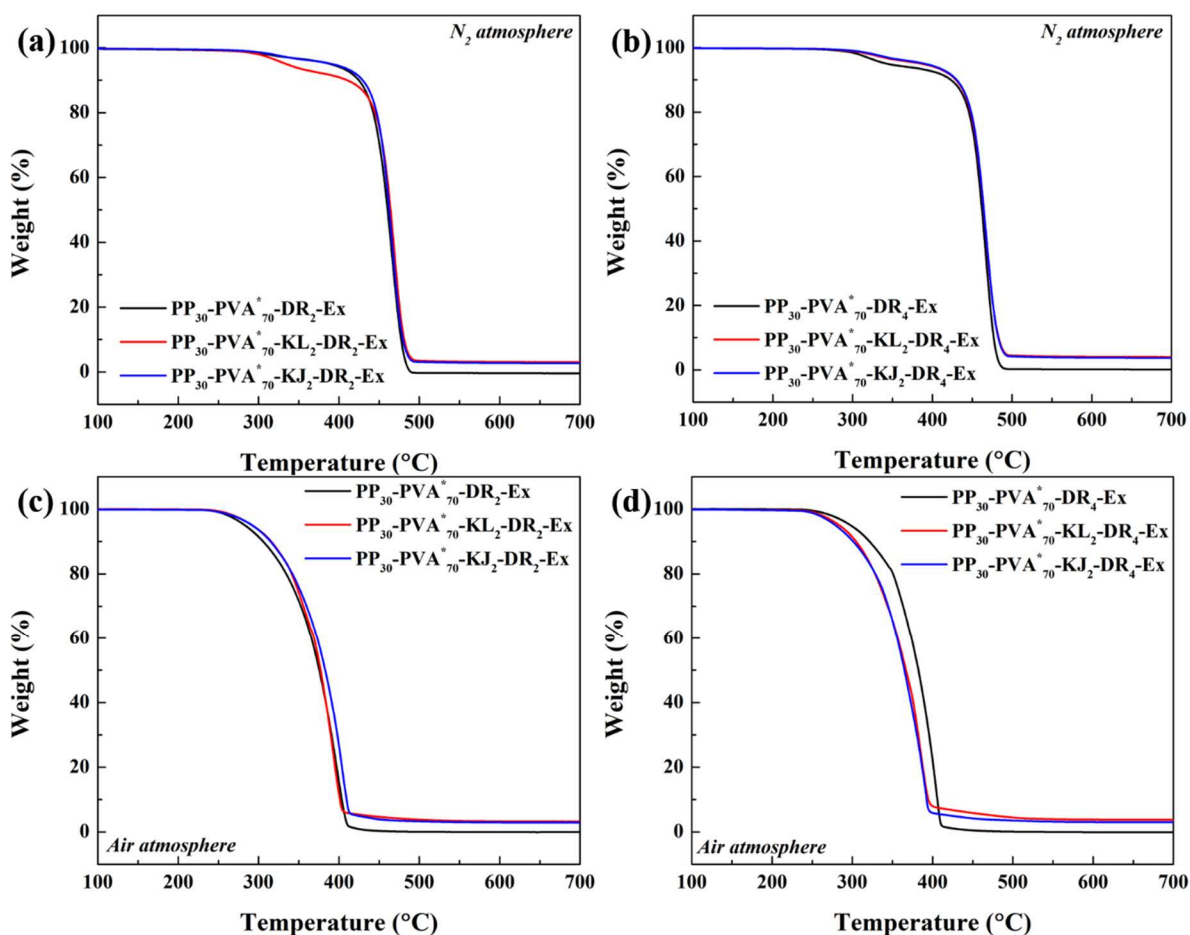 (a)
N₂ atmosphere
Weight (%)
100
80
60
40
20
0
PP₃₀-PVA*₇₀-DR₂-Ex
PP₃₀-PVA*₇₀-KL₂-DR₂-Ex
PP₃₀-PVA*₇₀-KJ₂-DR₂-Ex
100 200 300 400 500 600 700
Temperature (°C)
(b)
N₂ atmosphere
Weight (%)
100
80
60
40
20
0
PP₃₀-PVA*₇₀-DR₄-Ex
PP₃₀-PVA*₇₀-KL₂-DR₄-Ex
PP₃₀-PVA*₇₀-KJ₂-DR₄-Ex
100 200 300 400 500 600 700
Temperature (°C)
(c)
PP₃₀-PVA*₇₀-DR₂-Ex
PP₃₀-PVA*₇₀-KL₂-DR₂-Ex
PP₃₀-PVA*₇₀-KJ₂-DR₂-Ex
Weight (%)
100
80
60
40
20
0
Air atmosphere
100 200 300 400 500 600 700
Temperature (°C)
(d)
PP₃₀-PVA*₇₀-DR₄-Ex
PP₃₀-PVA*₇₀-KL₂-DR₄-Ex
PP₃₀-PVA*₇₀-KJ₂-DR₄-Ex
Weight (%)
100
80
60
40
20
0
Air atmosphere
100 200 300 400 500 600 700
Temperature (°C)